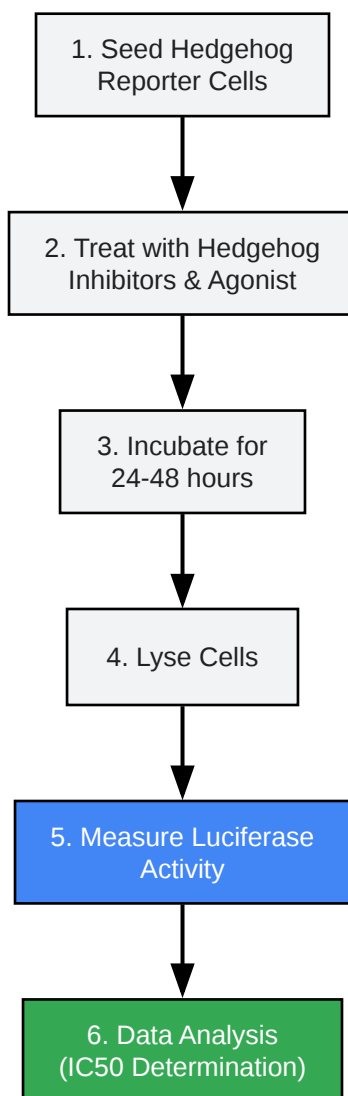 1. Seed Hedgehog
Reporter Cells
2. Treat with Hedgehog
Inhibitors & Agonist
3. Incubate for
24-48 hours
4. Lyse Cells
5. Measure Luciferase
Activity
6. Data Analysis
(IC50 Determination)